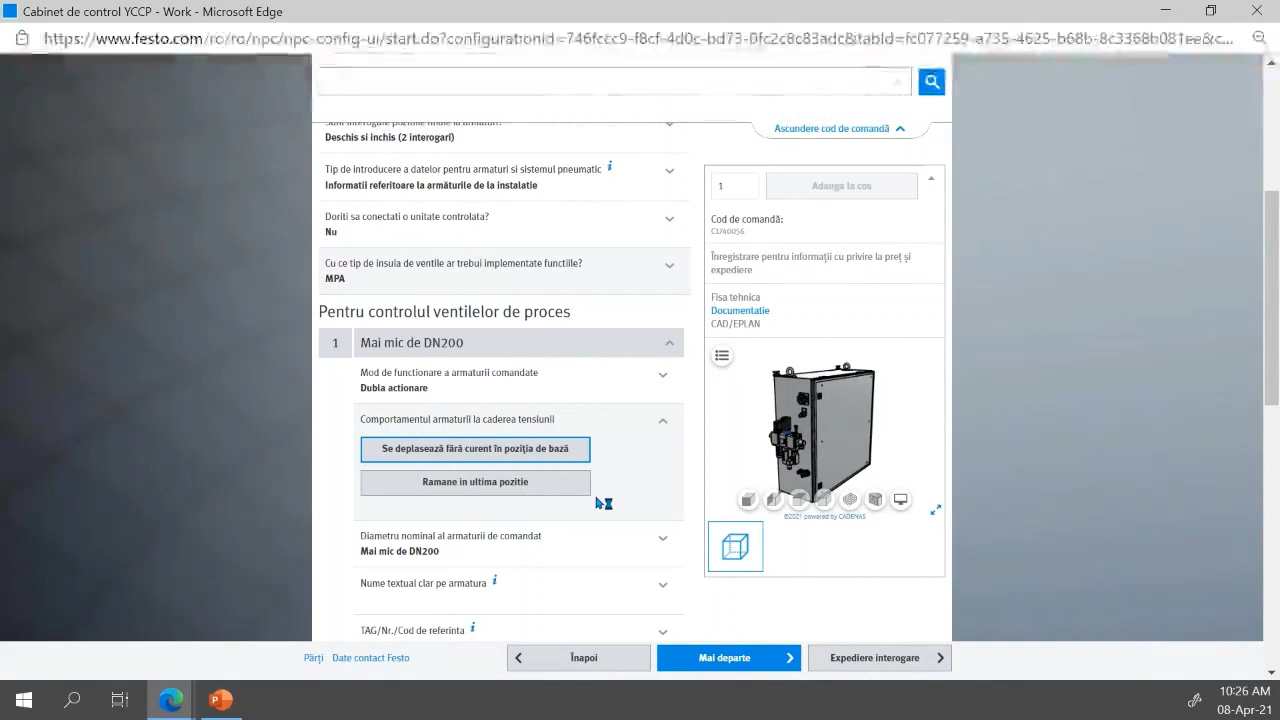 Cabinet de control YCCP - Work - Microsoft Edge
Ascundere cod de comandă
Deschis si inchis (2 interogari)
Tip de introducere a datelor pentru armaturi si sistemul pneumatic i
Informatii referitoare la armăturile de la instalatie
Doriti sa conectati o unitate controlata?
Nu
Cu ce tip de insula de ventile ar trebui implementate functiile?
MPA
Pentru controlul ventilelor de proces
1 Mai mic de DN200
Mod de functionare a armaturii comandate
Dubla actionare
Comportamentul armaturii la caderea tensiunii
Se deplasează fără curent în poziția de bază
Ramane in ultima pozitie
Diametru nominal al armaturii de comandat
Mai mic de DN200
Nume textual clar pe armatura i
TAG/Nr./Cod de referinta i
1 Adauga la cos
Cod de comandă:
C1740056
Înregistrare pentru informații cu privire la preț și
expediere
Fisa tehnica
Documentatie
CAD/EPLAN
©2021 powered by CADENAS
Părți Date contact Festo Înapoi Mai departe Expediere interogare
10:26 AM
08-Apr-21